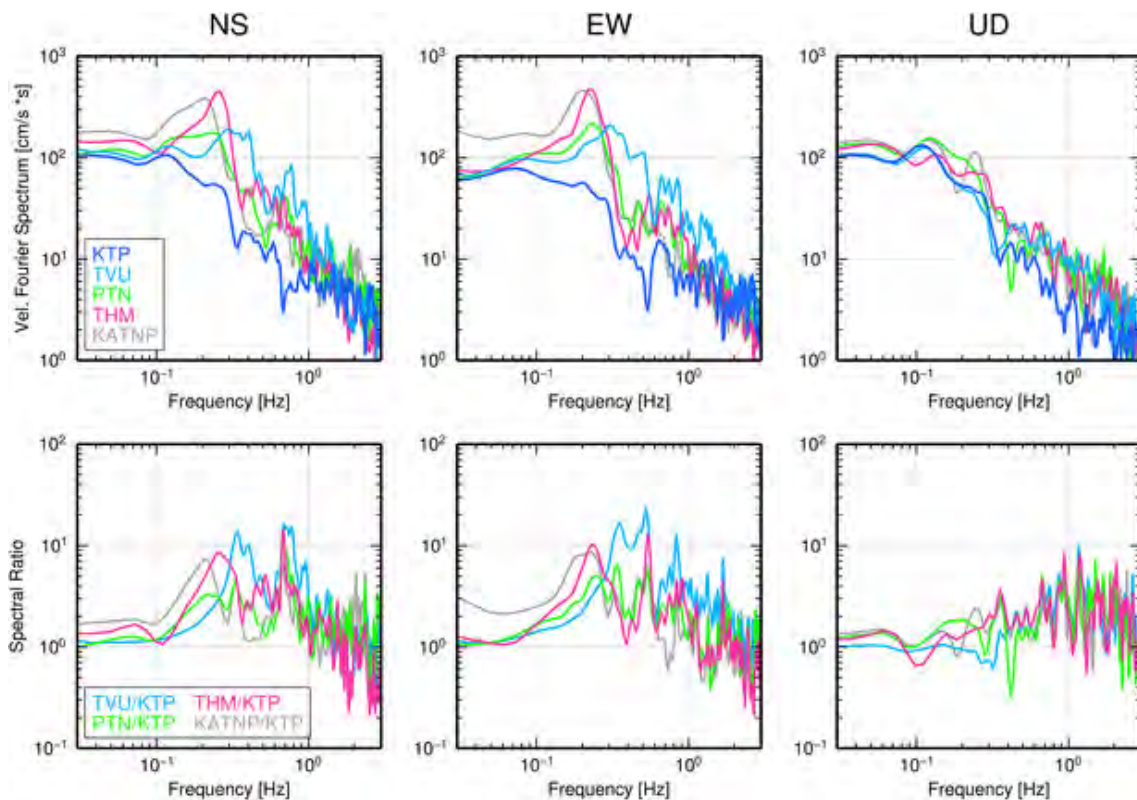 NS EW UD
10³ 10³ 10³
10² 10² 10²
10¹ 10¹ 10¹
10⁰ 10⁰ 10⁰
Vel. Fourier Spectrum [cm/s *s]
KTP
TVU
PTN
THM
KATNP
10⁻¹ 10⁰ 10⁻¹ 10⁰ 10⁻¹ 10⁰
Frequency [Hz] Frequency [Hz] Frequency [Hz]
10² 10² 10²
10¹ 10¹ 10¹
10⁰ 10⁰ 10⁰
10⁻¹ 10⁻¹ 10⁻¹
Spectral Ratio
TVU/KTP THM/KTP
PTN/KTP KATNP/KTP
10⁻¹ 10⁰ 10⁻¹ 10⁰ 10⁻¹ 10⁰
Frequency [Hz] Frequency [Hz] Frequency [Hz]